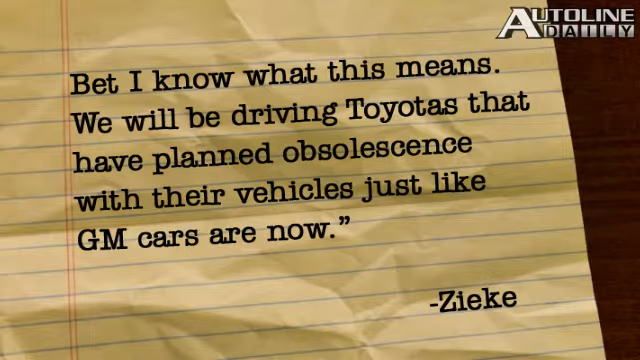 AUTOLINE
DAILY
Bet I know what this means.
We will be driving Toyotas that
have planned obsolescence
with their vehicles just like
GM cars are now.”
-Zieke